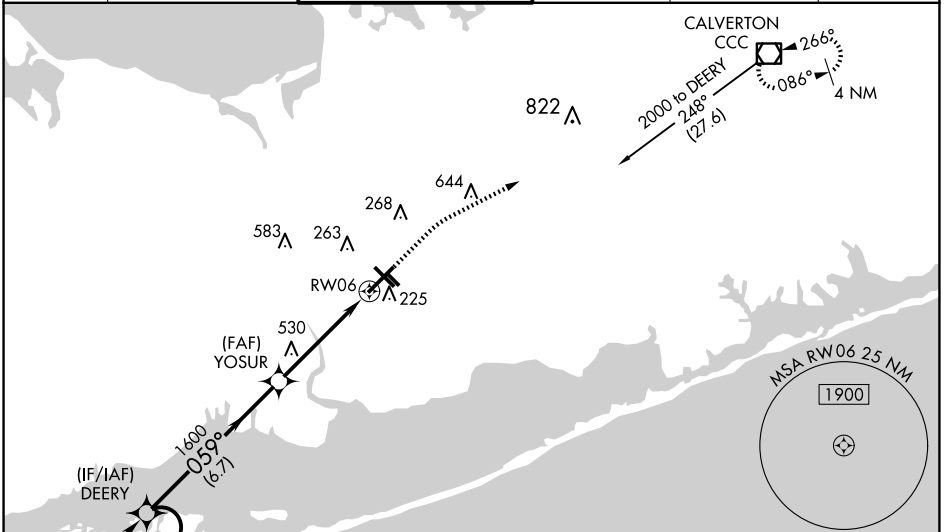 CALVERTON
CCC
266°
086°
4 NM
2000 to DEERY
248°
(27.6)
822
644
268
583
263
RW06
225
530
(FAF)
YOSUR
1600
059°
(6.7)
(IF/IAF)
DEERY
MSA RW06 25 NM
1900